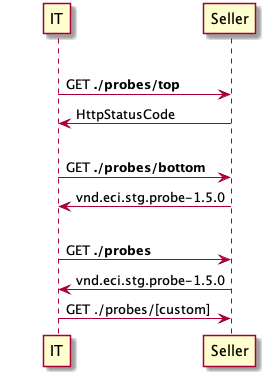 IT Seller
GET ./probes/top
HttpStatusCode
GET ./probes/bottom
vnd.eci.stg.probe-1.5.0
GET ./probes
vnd.eci.stg.probe-1.5.0
GET ./probes/[custom]
IT Seller